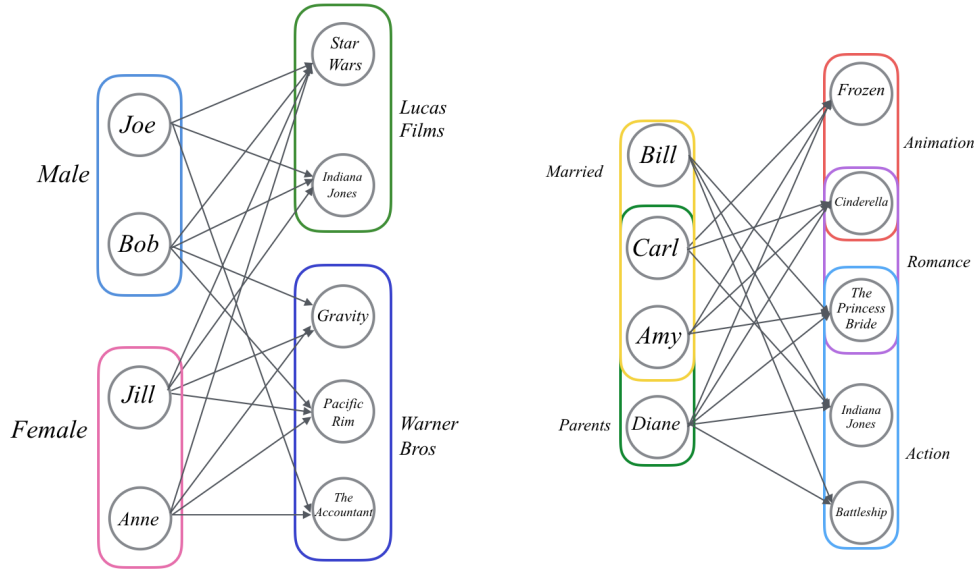 Male
Joe
Bob
Female
Jill
Anne
Star
Wars
Indiana
Jones
Lucas
Films
Gravity
Pacific
Rim
The
Accountant
Warner
Bros
Married
Bill
Carl
Amy
Parents
Diane
Frozen
Animation
Cinderella
Romance
The
Princess
Bride
Indiana
Jones
Action
Battleship